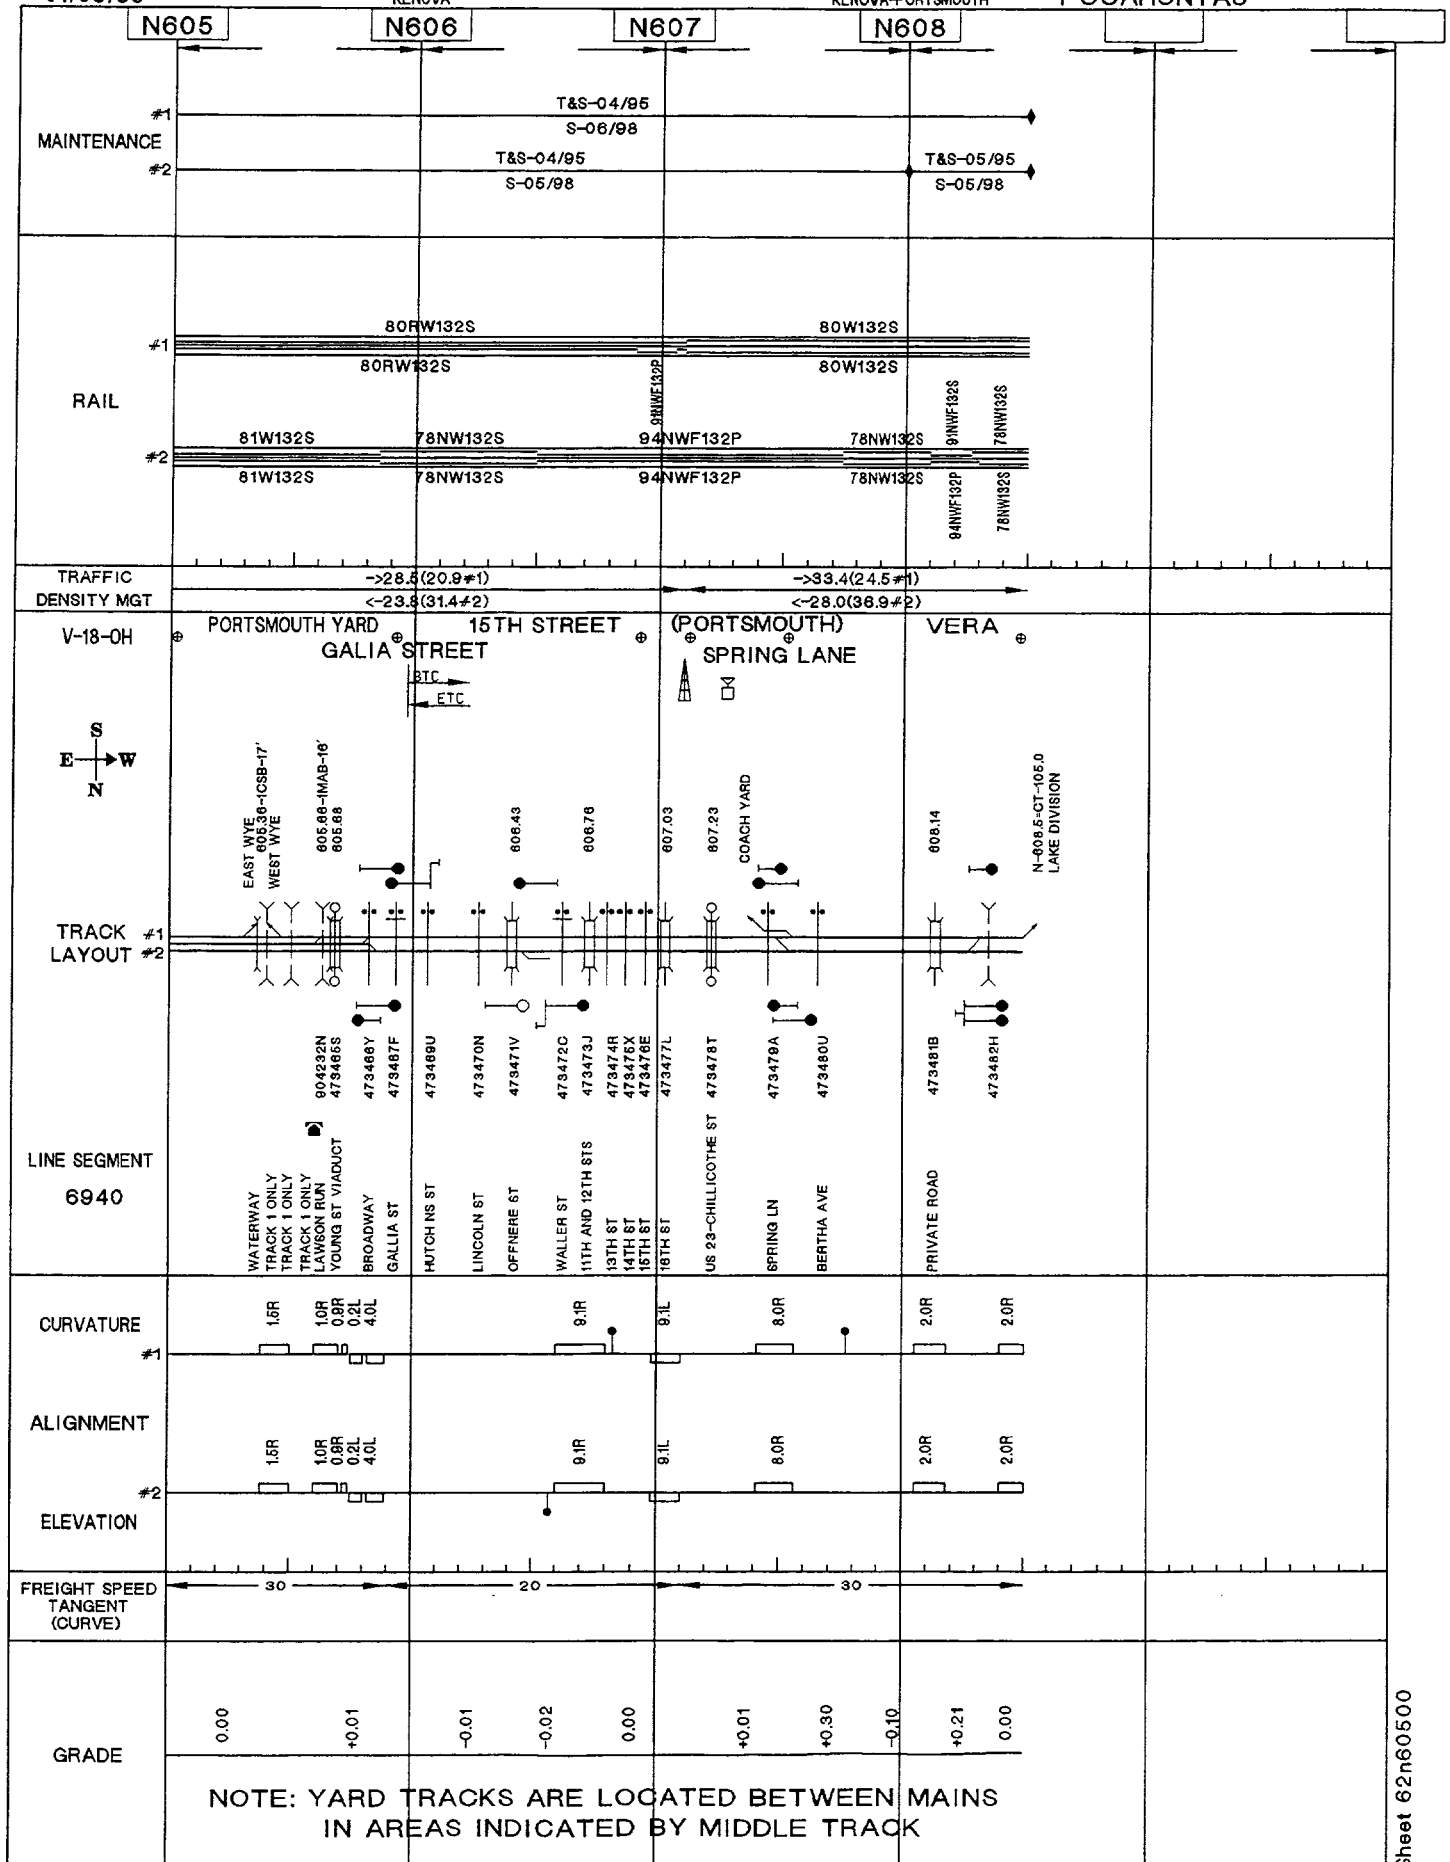 KENOVA
KENOVA-PORTSMOUTH
POCAHONTAS
N605
N606
N607
N608
MAINTENANCE
#1
T&S-04/95
S-06/98
#2
T&S-04/95
S-05/98
T&S-05/95
S-05/98
RAIL
#1
80RW132S
80W132S
80RW132S
80W132S
91NWF132P
91NWF132S
78NW132S
#2
81W132S
78NW132S
94NWF132P
78NW132S
81W132S
78NW132S
94NWF132P
78NW132S
94NWF132P
78NW132S
TRAFFIC
DENSITY MGT
->28.5(20.9#1)
->33.4(24.5#1)
<-23.8(31.4#2)
<-28.0(36.9#2)
V-18-OH
PORTSMOUTH YARD
GALIA STREET
15TH STREET
(PORTSMOUTH)
SPRING LANE
VERA
BTC
ETC
S
E W
N
EAST WYE
605.36-1CSB-17'
WEST WYE
605.66-1MAB-16'
605.68
606.43
606.76
607.03
607.23
COACH YARD
608.14
N-608.5=CT-105.0
LAKE DIVISION
TRACK #1
LAYOUT #2
904232N
473465S
473466Y
473467F
473469U
473470N
473471V
473472C
473473J
473474R
473475X
473476E
473477L
473478T
473479A
473480U
473481B
473482H
LINE SEGMENT
6940
WATERWAY
TRACK 1 ONLY
TRACK 1 ONLY
TRACK 1 ONLY
LAWSON RUN
YOUNG ST VIADUCT
BROADWAY
GALLIA ST
HUTCH NS ST
LINCOLN ST
OFFNERE ST
WALLER ST
11TH AND 12TH STS
13TH ST
14TH ST
15TH ST
16TH ST
US 23-CHILLICOTHE ST
SPRING LN
BERTHA AVE
PRIVATE ROAD
CURVATURE
#1
1.5R
1.0R
0.9R
0.2L
4.0L
9.1R
9.1L
8.0R
2.0R
2.0R
ALIGNMENT
1.5R
1.0R
0.9R
0.2L
4.0L
9.1R
9.1L
8.0R
2.0R
2.0R
#2
ELEVATION
FREIGHT SPEED
TANGENT
(CURVE)
30
20
30
GRADE
0.00
+0.01
-0.01
-0.02
0.00
+0.01
+0.30
-0.10
+0.21
0.00
NOTE: YARD TRACKS ARE LOCATED BETWEEN MAINS
IN AREAS INDICATED BY MIDDLE TRACK
Sheet 62n60500